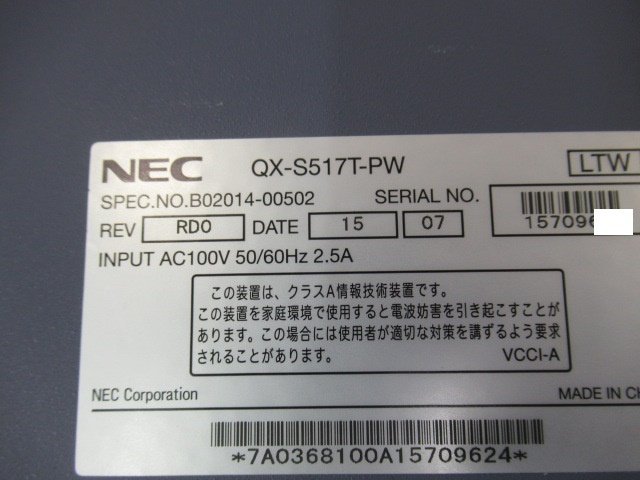 NEC QX-S517T-PW LTW
SPEC.NO.B02014-00502 SERIAL NO.
REV RD0 DATE 15 07 15709
INPUT AC100V 50/60Hz 2.5A
この装置は、クラスA情報技術装置です。
この装置を家庭環境で使用すると電波妨害を引き起こすことが
あります。この場合には使用者が適切な対策を講ずるよう要求
されることがあります。 VCCI-A
NEC Corporation MADE IN CH
*7A0368100A15709624*